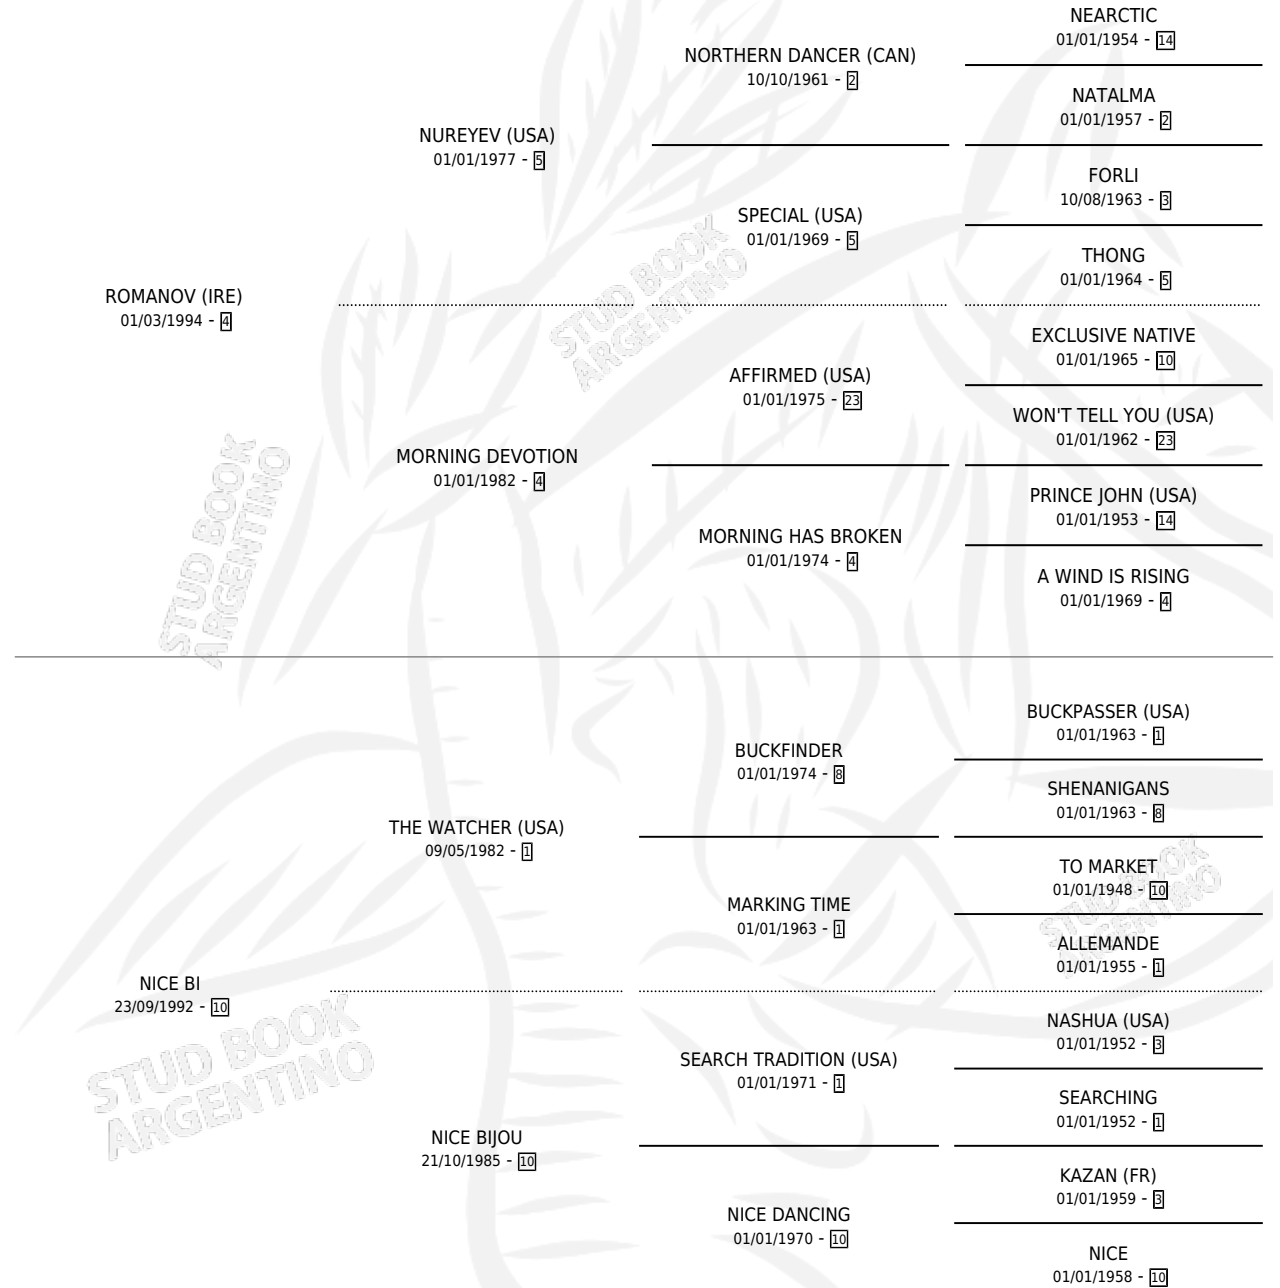 NEARCTIC
01/01/1954 - 14
NORTHERN DANCER (CAN)
10/10/1961 - 2
NATALMA
01/01/1957 - 2
NUREYEV (USA)
01/01/1977 - 5
FORLI
10/08/1963 - 3
SPECIAL (USA)
01/01/1969 - 5
THONG
01/01/1964 - 5
ROMANOV (IRE)
01/03/1994 - 4
STUD BOOK
ARGENTINO
EXCLUSIVE NATIVE
01/01/1965 - 10
AFFIRMED (USA)
01/01/1975 - 23
WON'T TELL YOU (USA)
01/01/1962 - 23
MORNING DEVOTION
01/01/1982 - 4
PRINCE JOHN (USA)
01/01/1953 - 14
MORNING HAS BROKEN
01/01/1974 - 4
A WIND IS RISING
01/01/1969 - 4
STUD BOOK
ARGENTINO
BUCKPASSER (USA)
01/01/1963 - 1
BUCKFINDER
01/01/1974 - 8
SHENANIGANS
01/01/1963 - 8
THE WATCHER (USA)
09/05/1982 - 1
TO MARKET
01/01/1948 - 10
MARKING TIME
01/01/1963 - 1
ALLEMANDE
01/01/1955 - 1
STUD BOOK
ARGENTINO
NICE BI
23/09/1992 - 10
NASHUA (USA)
01/01/1952 - 3
SEARCH TRADITION (USA)
01/01/1971 - 1
SEARCHING
01/01/1952 - 1
STUD BOOK
ARGENTINO
NICE BIJOU
21/10/1985 - 10
KAZAN (FR)
01/01/1959 - 3
NICE DANCING
01/01/1970 - 10
NICE
01/01/1958 - 10